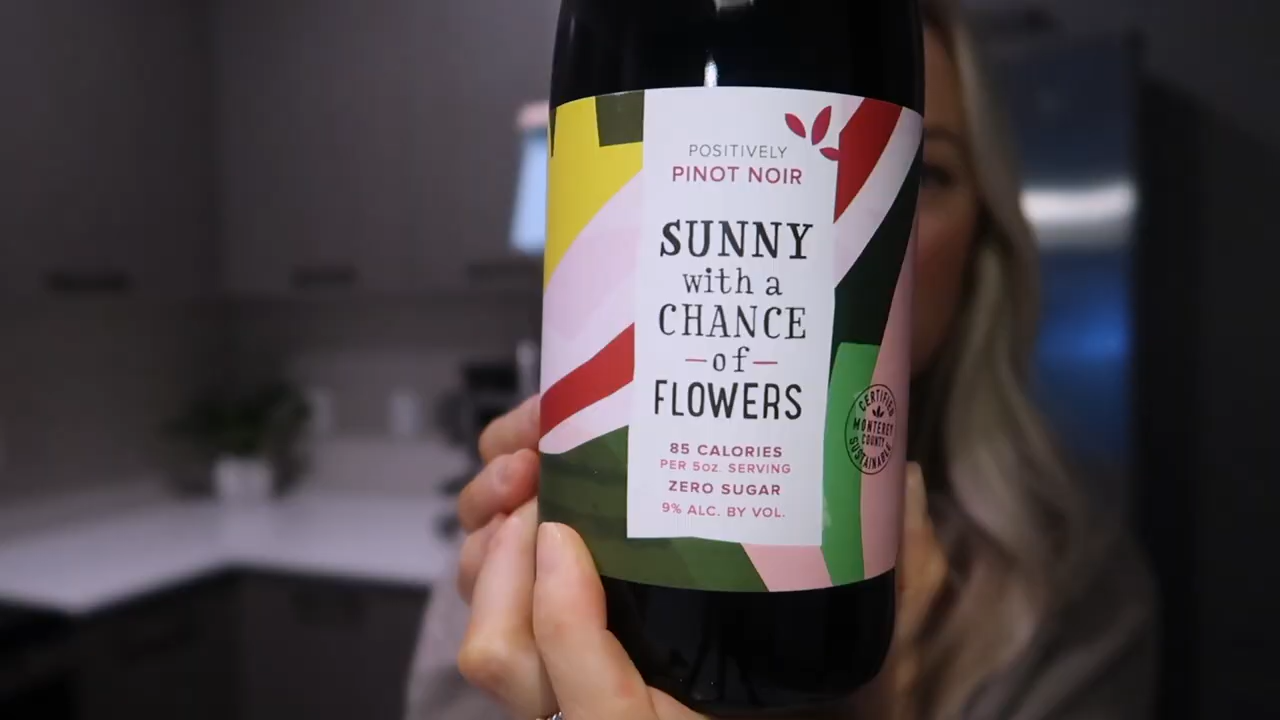 POSITIVELY
PINOT NOIR
SUNNY
with a
CHANCE
of
FLOWERS
85 CALORIES
PER 5oz. SERVING
ZERO SUGAR
9% ALC. BY VOL.
CERTIFIED
MONTEREY
COUNTY
SUSTAINABLE